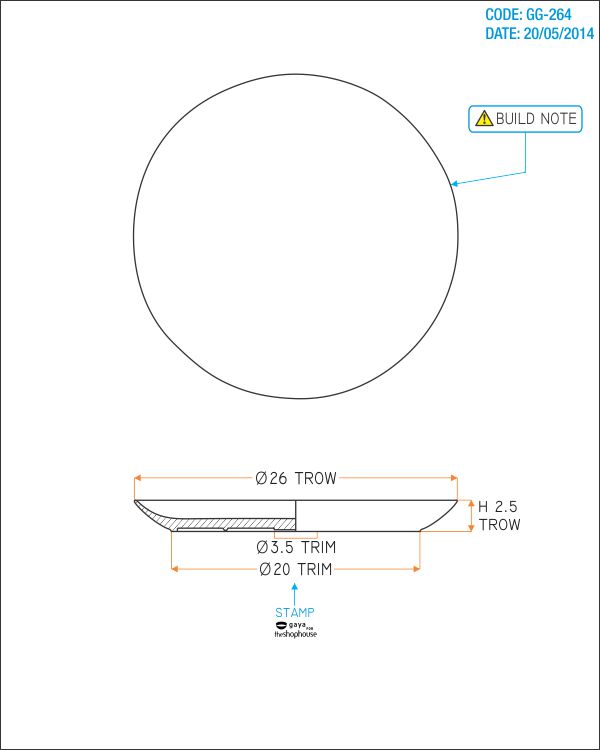 CODE: GG-264
DATE: 20/05/2014
BUILD NOTE
Ø26 TROW
H 2.5
TROW
Ø3.5 TRIM
Ø20 TRIM
STAMP
gaya FOR
theshophouse